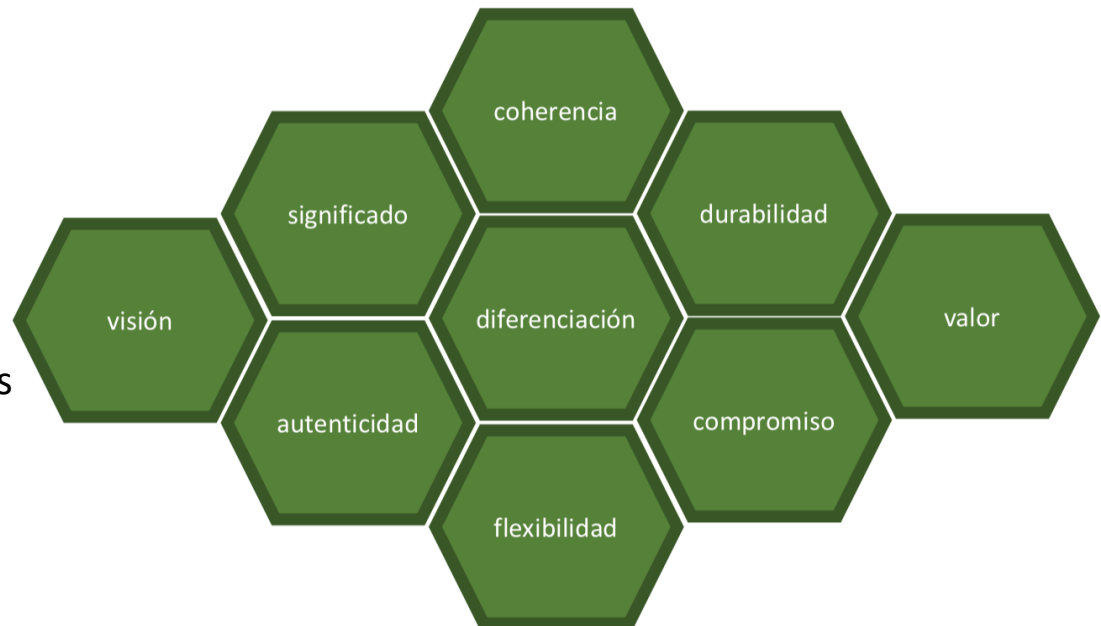 coherencia
significado
durabilidad
visión
diferenciación
valor
s
autenticidad
compromiso
flexibilidad